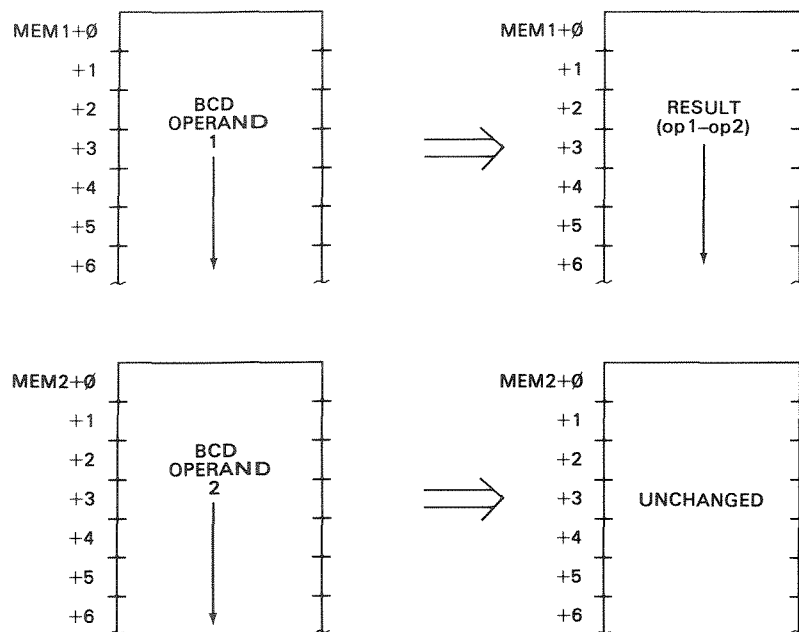 MEM1+Ø
+1
+2
+3
+4
+5
+6
BCD
OPERAND
1
MEM1+Ø
+1
+2
+3
+4
+5
+6
RESULT
(op1–op2)
MEM2+Ø
+1
+2
+3
+4
+5
+6
BCD
OPERAND
2
MEM2+Ø
+1
+2
+3
+4
+5
+6
UNCHANGED